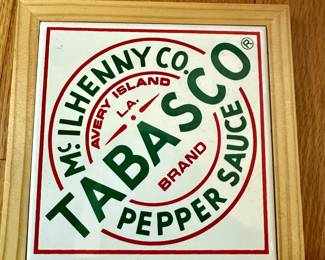 McILHENNY CO.
AVERY ISLAND
LA.
TABASCO®
BRAND
PEPPER SAUCE